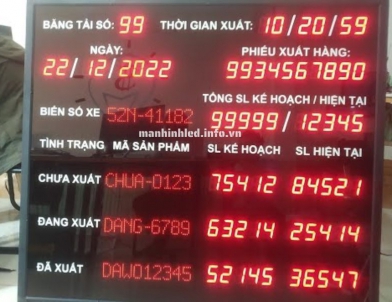 BĂNG TẢI SỐ: 99 THỜI GIAN XUẤT: 10/20/59
NGÀY: PHIẾU XUẤT HÀNG:
22/12/2022 9934567890
TỔNG SL KẾ HOẠCH / HIỆN TẠI
BIỂN SỐ XE 52N-41182 99999/12345
manhinhled.info.vn
TÌNH TRẠNG MÃ SẢN PHẨM SL KẾ HOẠCH SL HIỆN TẠI
CHƯA XUẤT CHUA-0123 75412 84521
ĐANG XUẤT DANG-6789 63214 25414
ĐÃ XUẤT DAWO12345 52145 36547